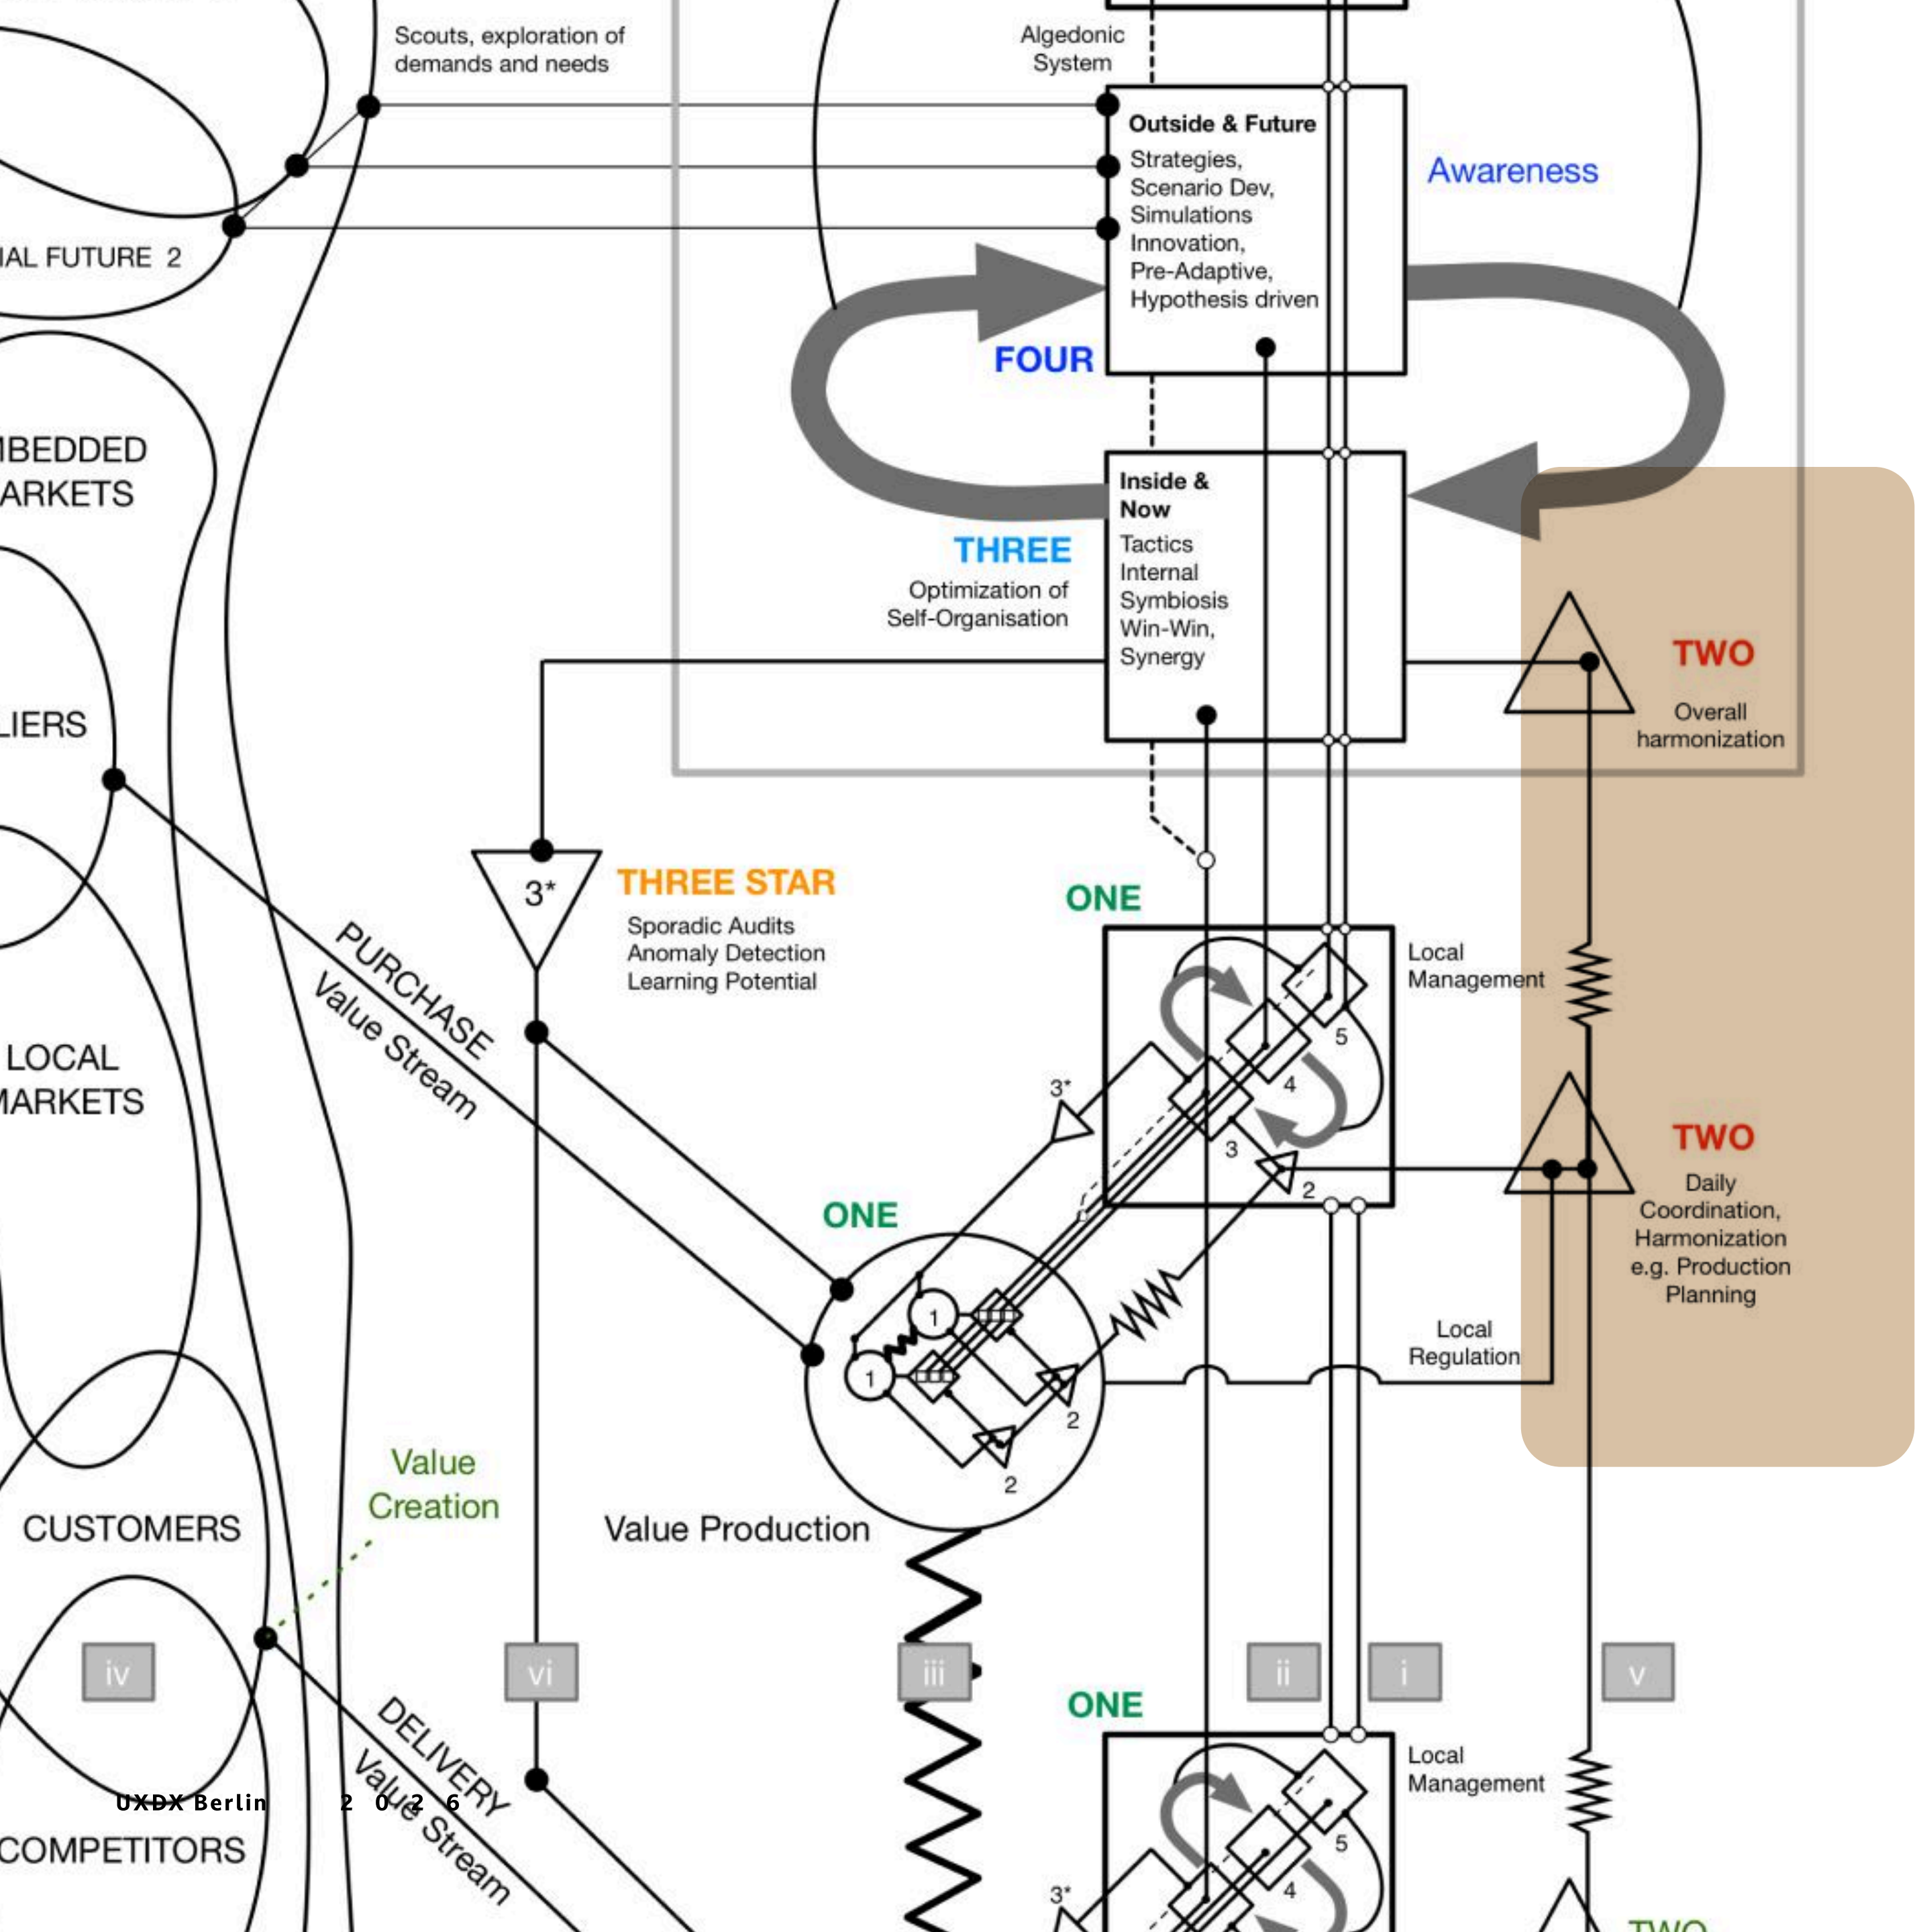 Scouts, exploration of
demands and needs
Algedonic
System
Outside & Future
Strategies,
Scenario Dev,
Simulations
Innovation,
Pre-Adaptive,
Hypothesis driven
Awareness
IAL FUTURE 2
FOUR
MBEDDED
ARKETS
Inside &
Now
Tactics
Internal
Symbiosis
Win-Win,
Synergy
THREE
Optimization of
Self-Organisation
TWO
Overall
harmonization
LIERS
3*
THREE STAR
Sporadic Audits
Anomaly Detection
Learning Potential
ONE
Local
Management
PURCHASE
Value Stream
5
4
3*
3
2
LOCAL
MARKETS
TWO
Daily
Coordination,
Harmonization
e.g. Production
Planning
ONE
1
1
2
2
Local
Regulation
Value
Creation
CUSTOMERS
Value Production
iv
vi
iii
ii
i
v
ONE
DELIVERY
Value Stream
Local
Management
UXDX Berlin 2026
COMPETITORS
5
4
3*
TWO